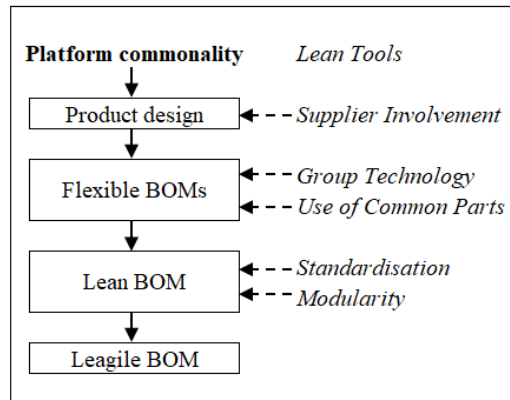 Platform commonality Lean Tools
Product design Supplier Involvement
Group Technology
Flexible BOMs
Use of Common Parts
Standardisation
Lean BOM
Modularity
Leagile BOM